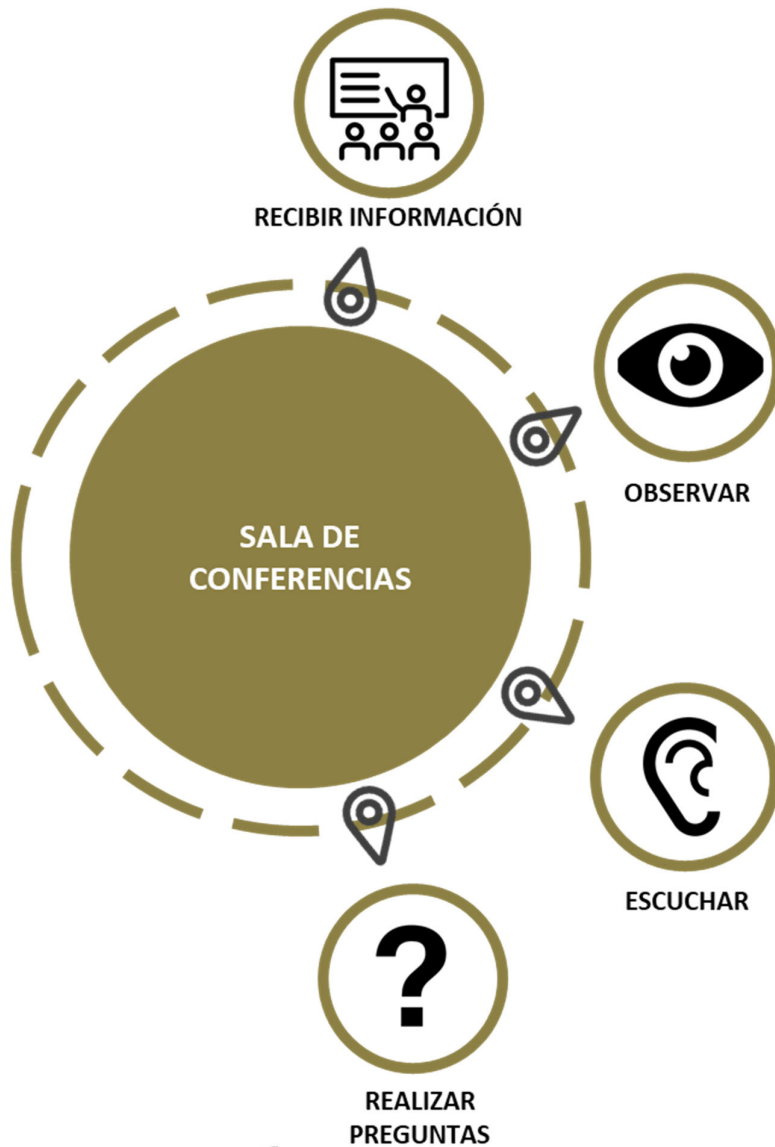 RECIBIR INFORMACIÓN
OBSERVAR
SALA DE
CONFERENCIAS
ESCUCHAR
?
REALIZAR
PREGUNTAS